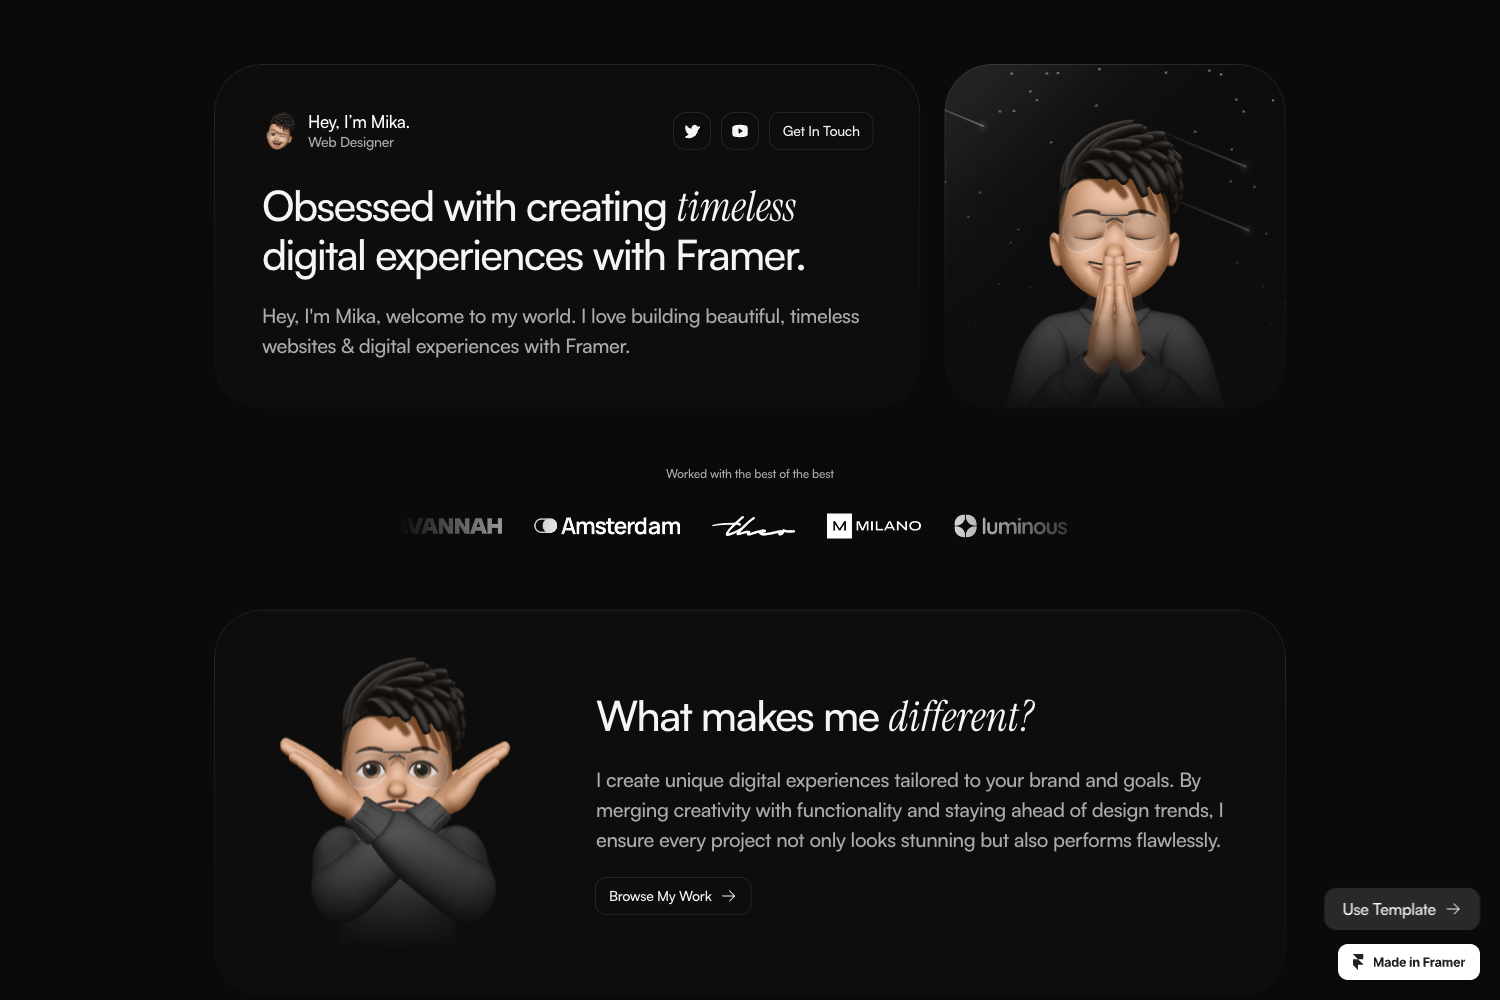 Hey, I’m Mika.
Web Designer
Get In Touch
Obsessed with creating timeless
digital experiences with Framer.
Hey, I'm Mika, welcome to my world. I love building beautiful, timeless
websites & digital experiences with Framer.
Worked with the best of the best
VANNAH
Amsterdam
theo
M MILANO
luminous
What makes me different?
I create unique digital experiences tailored to your brand and goals. By
merging creativity with functionality and staying ahead of design trends, I
ensure every project not only looks stunning but also performs flawlessly.
Browse My Work
Use Template
Made in Framer